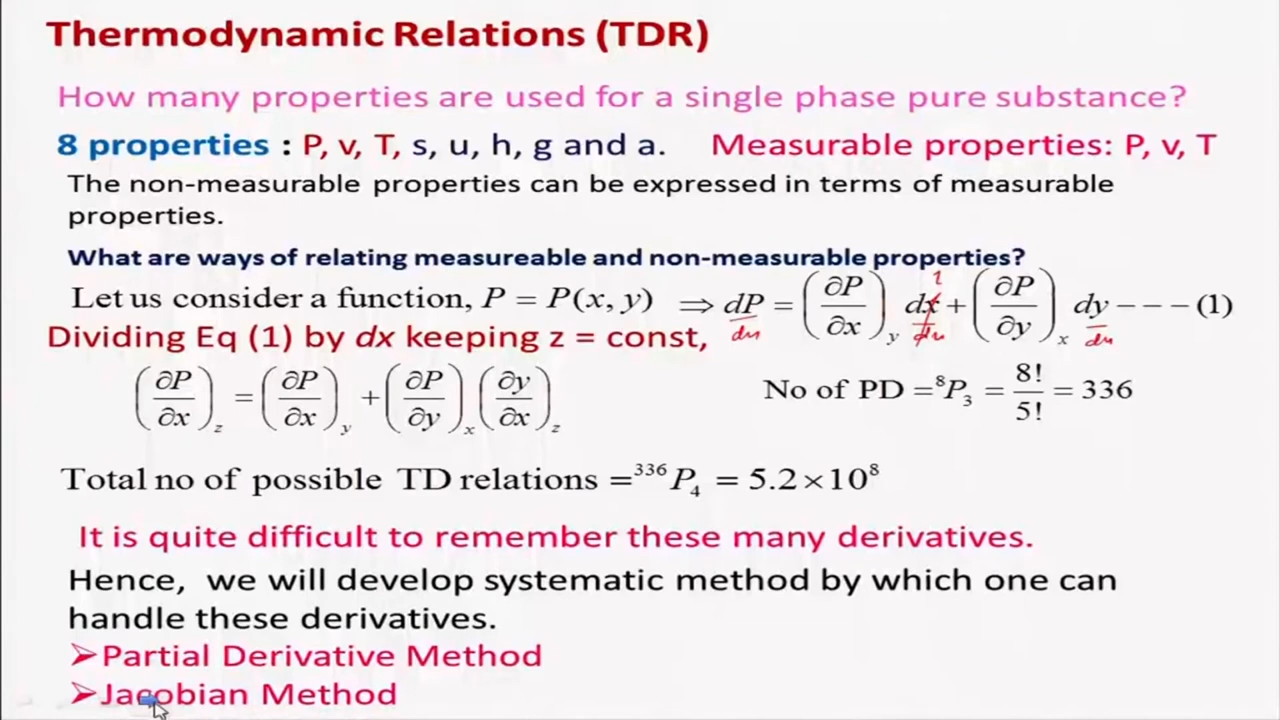 Thermodynamic Relations (TDR)
How many properties are used for a single phase pure substance?
8 properties : P, v, T, s, u, h, g and a. Measurable properties: P, v, T
The non-measurable properties can be expressed in terms of measurable
properties.
What are ways of relating measureable and non-measurable properties?
Let us consider a function, P = P(x, y) ⇒ dP = (∂P/∂x)_y dx + (∂P/∂y)_x dy − − − (1)
Dividing Eq (1) by dx keeping z = const,
(∂P/∂x)_z = (∂P/∂x)_y + (∂P/∂y)_x (∂y/∂x)_z
No of PD = ⁸P₃ = 8!/5! = 336
Total no of possible TD relations = ³³⁶P₄ = 5.2×10⁸
It is quite difficult to remember these many derivatives.
Hence, we will develop systematic method by which one can
handle these derivatives.
➢Partial Derivative Method
➢Jacobian Method